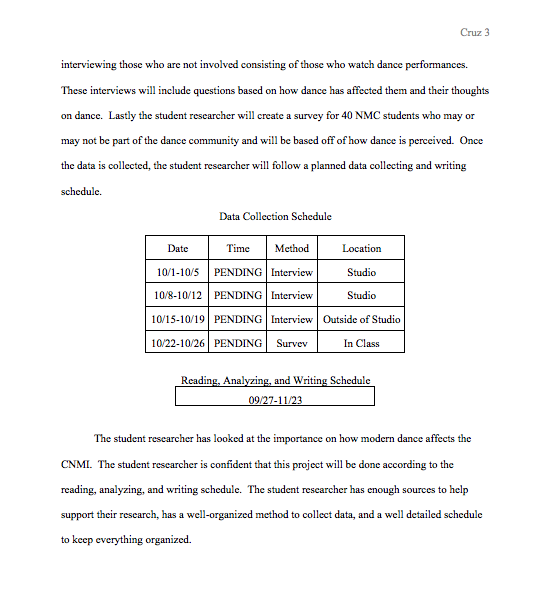 Cruz 3
interviewing those who are not involved consisting of those who watch dance performances.
These interviews will include questions based on how dance has affected them and their thoughts
on dance.  Lastly the student researcher will create a survey for 40 NMC students who may or
may not be part of the dance community and will be based off of how dance is perceived.  Once
the data is collected, the student researcher will follow a planned data collecting and writing
schedule.
Data Collection Schedule
Date Time Method Location
10/1-10/5 PENDING Interview Studio
10/8-10/12 PENDING Interview Studio
10/15-10/19 PENDING Interview Outside of Studio
10/22-10/26 PENDING Survey In Class
Reading, Analyzing, and Writing Schedule
09/27-11/23
The student researcher has looked at the importance on how modern dance affects the
CNMI.  The student researcher is confident that this project will be done according to the
reading, analyzing, and writing schedule.  The student researcher has enough sources to help
support their research, has a well-organized method to collect data, and a well detailed schedule
to keep everything organized.